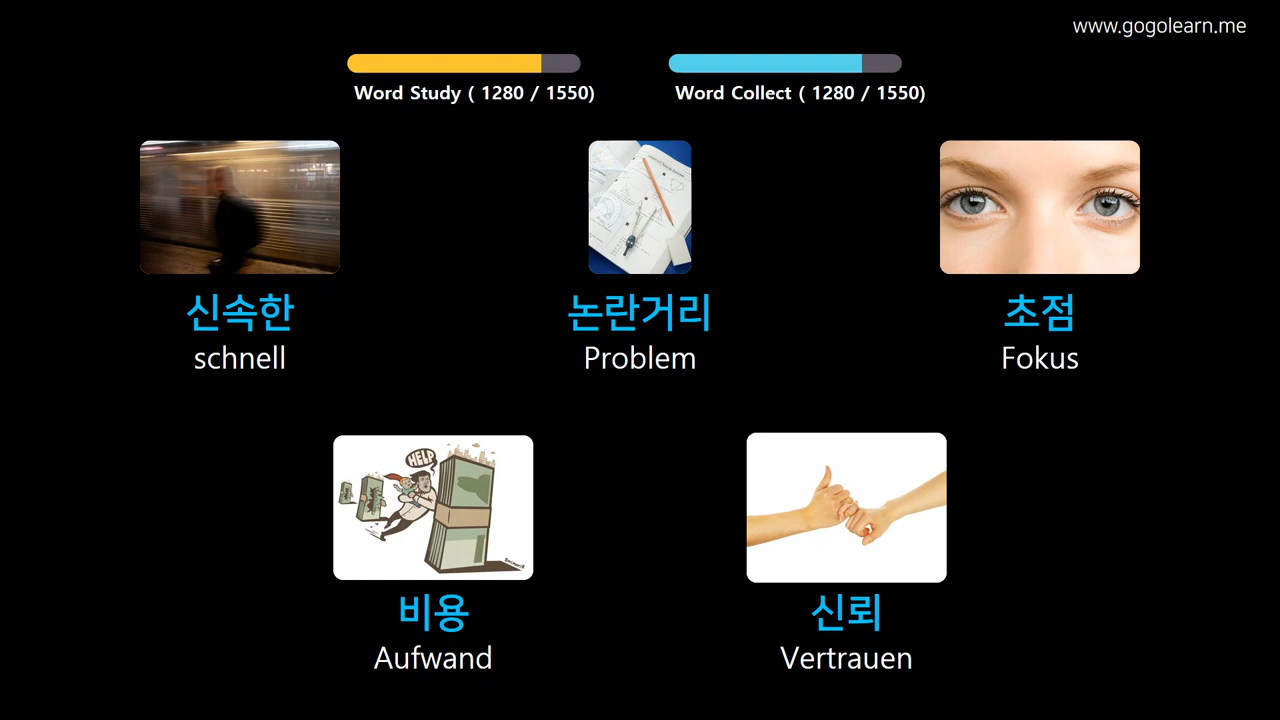 www.gogolearn.me
Word Study ( 1280 / 1550)
Word Collect ( 1280 / 1550)
신속한
schnell
논란거리
Problem
초점
Fokus
HELP
비용
Aufwand
신뢰
Vertrauen